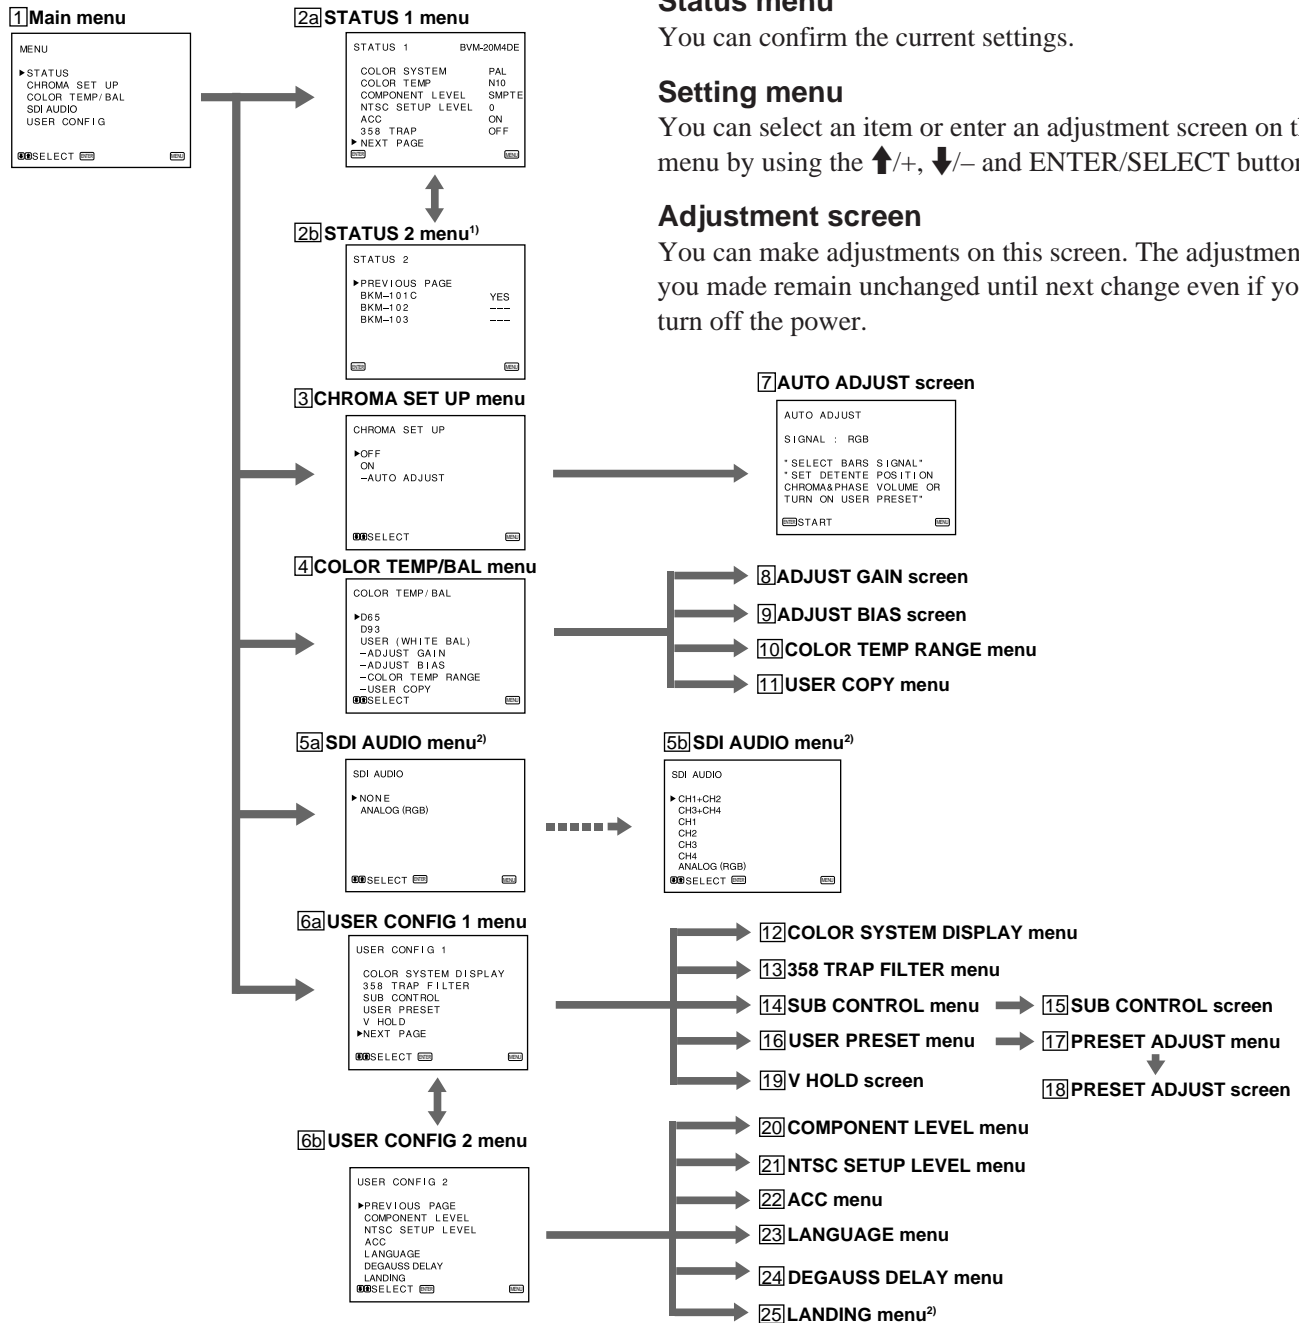 Status menu
You can confirm the current settings.
Setting menu
You can select an item or enter an adjustment screen on
menu by using the ⬆/+, ⬇/– and ENTER/SELECT
Adjustment screen
You can make adjustments on this screen. The
you made remain unchanged until next change even if
turn off the power.
1 Main menu
MENU
▶STATUS
CHROMA SET UP
COLOR TEMP/BAL
SDI AUDIO
USER CONFIG
SELECT ENTER MENU
2a STATUS 1 menu
STATUS 1 BVM-20M4DE
COLOR SYSTEM PAL
COLOR TEMP N10
COMPONENT LEVEL SMPTE
NTSC SETUP LEVEL 0
ACC ON
358 TRAP OFF
▶NEXT PAGE
ENTER MENU
2b STATUS 2 menu1)
STATUS 2
▶PREVIOUS PAGE
BKM–101C YES
BKM–102 –––
BKM–103 –––
ENTER MENU
3 CHROMA SET UP menu
CHROMA SET UP
▶OFF
ON
–AUTO ADJUST
SELECT MENU
7 AUTO ADJUST screen
AUTO ADJUST
SIGNAL : RGB
"SELECT BARS SIGNAL"
"SET DETENTE POSITION
CHROMA&PHASE VOLUME OR
TURN ON USER PRESET"
ENTER START MENU
4 COLOR TEMP/BAL menu
COLOR TEMP/BAL
▶D65
D93
USER (WHITE BAL)
–ADJUST GAIN
–ADJUST BIAS
–COLOR TEMP RANGE
–USER COPY
SELECT MENU
8 ADJUST GAIN screen
9 ADJUST BIAS screen
10 COLOR TEMP RANGE menu
11 USER COPY menu
5a SDI AUDIO menu2)
SDI AUDIO
▶NONE
ANALOG (RGB)
SELECT ENTER MENU
5b SDI AUDIO menu2)
SDI AUDIO
▶CH1+CH2
CH3+CH4
CH1
CH2
CH3
CH4
ANALOG (RGB)
SELECT ENTER MENU
6a USER CONFIG 1 menu
USER CONFIG 1
COLOR SYSTEM DISPLAY
358 TRAP FILTER
SUB CONTROL
USER PRESET
V HOLD
▶NEXT PAGE
SELECT ENTER MENU
12 COLOR SYSTEM DISPLAY menu
13 358 TRAP FILTER menu
14 SUB CONTROL menu
15 SUB CONTROL screen
16 USER PRESET menu
17 PRESET ADJUST menu
18 PRESET ADJUST screen
19 V HOLD screen
6b USER CONFIG 2 menu
USER CONFIG 2
▶PREVIOUS PAGE
COMPONENT LEVEL
NTSC SETUP LEVEL
ACC
LANGUAGE
DEGAUSS DELAY
LANDING
SELECT ENTER MENU
20 COMPONENT LEVEL menu
21 NTSC SETUP LEVEL menu
22 ACC menu
23 LANGUAGE menu
24 DEGAUSS DELAY menu
25 LANDING menu2)